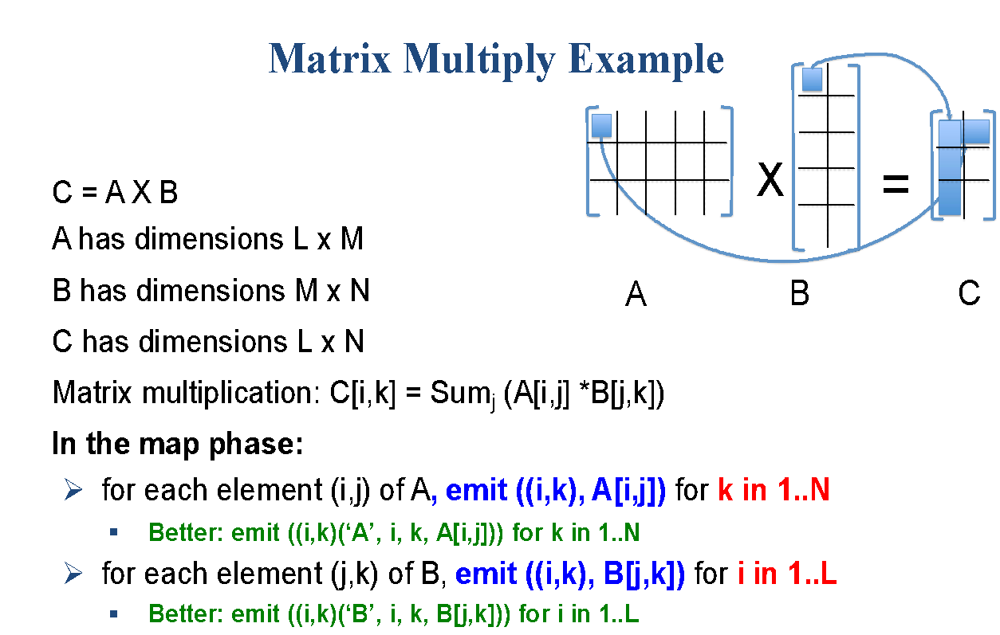 Matrix Multiply Example
X
=
A
B
C
C = A X B
A has dimensions L x M
B has dimensions M x N
C has dimensions L x N
Matrix multiplication: C[i,k] = Sumj (A[i,j] *B[j,k])
In the map phase:
➢ for each element (i,j) of A, emit ((i,k), A[i,j]) for k in 1..N
▪ Better: emit ((i,k)(‘A’, i, k, A[i,j])) for k in 1..N
➢ for each element (j,k) of B, emit ((i,k), B[j,k]) for i in 1..L
▪ Better: emit ((i,k)(‘B’, i, k, B[j,k])) for i in 1..L